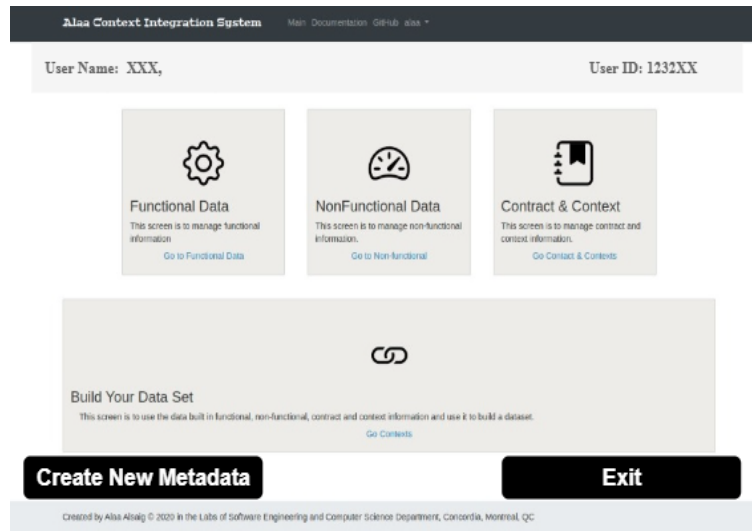 Alaa Context Integration System Main Documentation GitHub alaa
User Name: XXX, User ID: 1232XX
Functional Data
This screen is to manage functional
information
Go to Functional Data
NonFunctional Data
This screen is to manage non-functional
information.
Go to Non-functional
Contract & Context
This screen is to manage contract and
context information.
Go Contact & Contexts
Build Your Data Set
This screen is to use the data built in functional, non-functional, contract and context information and use it to build a dataset.
Go Contexts
Create New Metadata Exit
Created by Alaa Alsaig © 2020 in the Labs of Software Engineering and Computer Science Department, Concordia, Montreal, QC